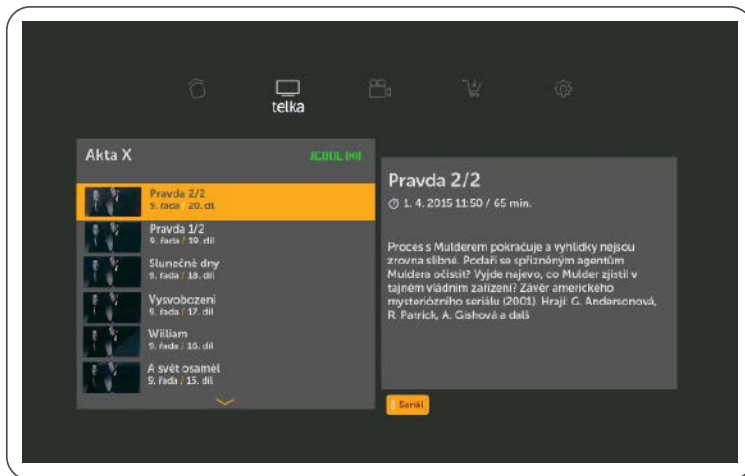 telka
Akta X
Pravda 2/2
9. řada / 20. díl
Pravda 1/2
9. řada / 19. díl
Slunečné dny
9. řada / 18. díl
Vysvobození
9. řada / 17. díl
William
9. řada / 16. díl
A svět osaměl
9. řada / 15. díl
Pravda 2/2
1. 4. 2015 11:50 / 65 min.
Proces s Mulderem pokračuje a vyhlídky nejsou
zrovna slibné. Podaří se spřízněným agentům
Muldera očistit? Vyjde najevo, co Mulder zjistil v
tajném vládním zařízení? Závěr amerického
mysteriózního seriálu (2001). Hrají: G. Andersonová,
R. Patrick, A. Gishová a další
Seriál